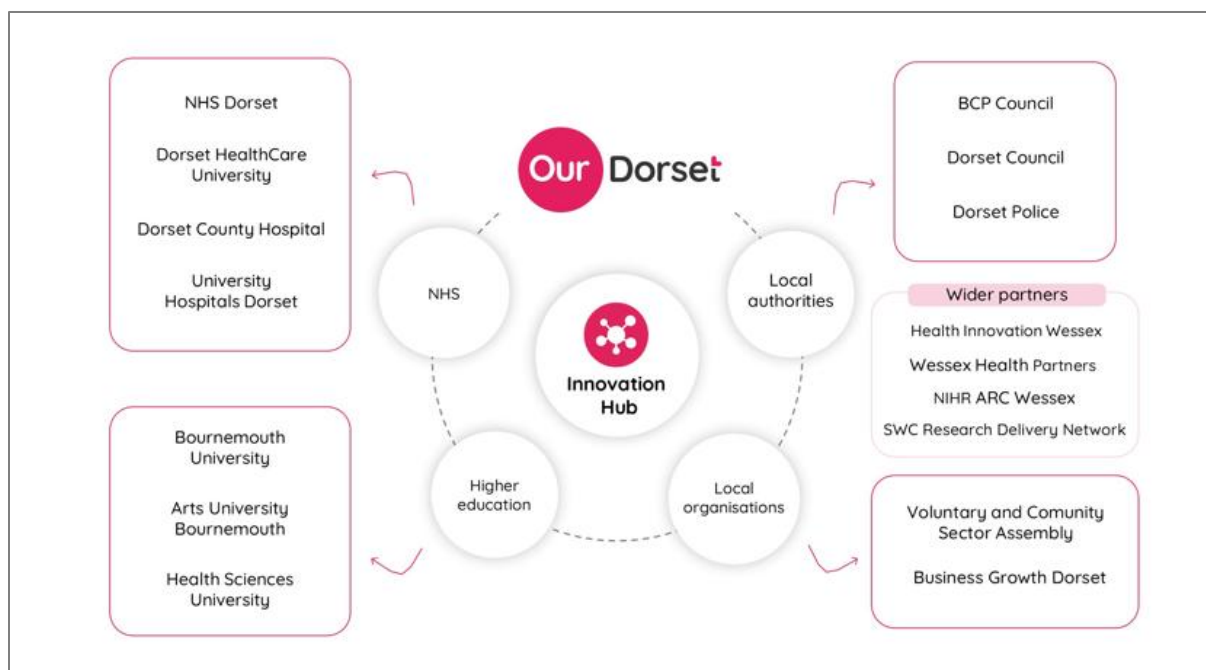 NHS Dorset
Dorset HealthCare
University
Dorset County Hospital
University
Hospitals Dorset
Our Dorset
BCP Council
Dorset Council
Dorset Police
NHS
Local
authorities
Innovation
Hub
Wider partners
Health Innovation Wessex
Wessex Health Partners
NIHR ARC Wessex
SWC Research Delivery Network
Bournemouth
University
Arts University
Bournemouth
Health Sciences
University
Higher
education
Local
organisations
Voluntary and Comunity
Sector Assembly
Business Growth Dorset